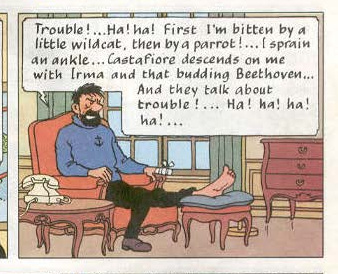 Trouble!...Ha! ha! First I'm bitten by a
little wildcat, then by a parrot!...I sprain
an ankle...Castafiore descends on me
with Irma and that budding Beethoven...
And they talk about
trouble!... Ha! ha! ha!
ha!...